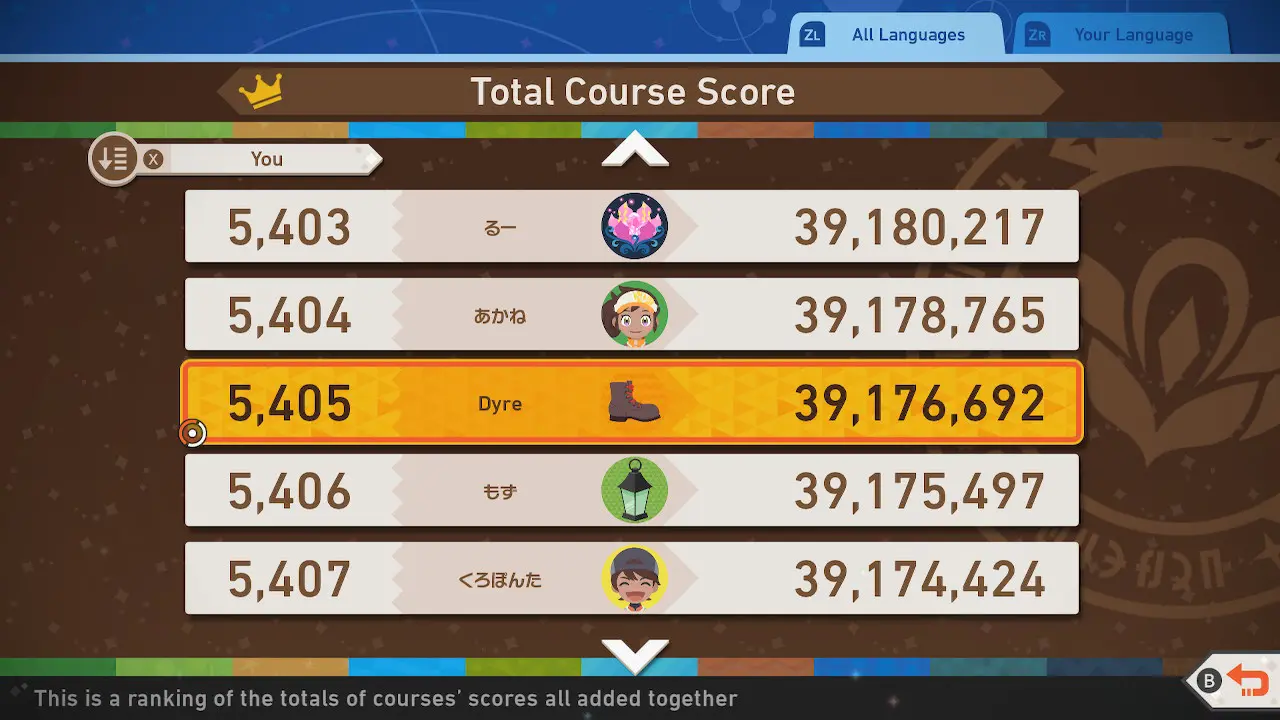 ZL All Languages ZR Your Language
Total Course Score
X You
5,403 るー 39,180,217
5,404 あかね 39,178,765
5,405 Dyre 39,176,692
5,406 もず 39,175,497
5,407 くろぽんた 39,174,424
This is a ranking of the totals of courses' scores all added together
B